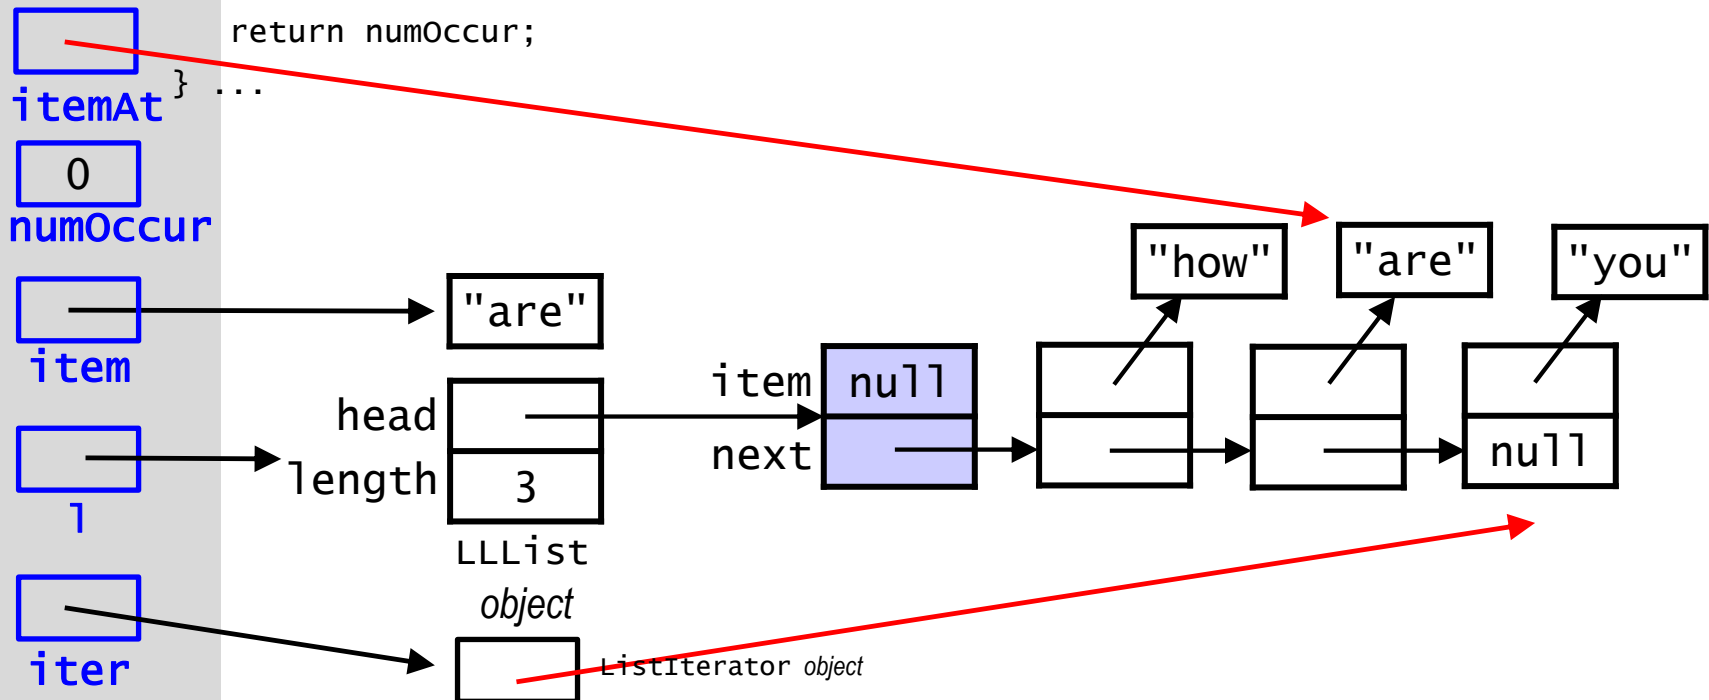 return numOccur;
} ...
itemAt
0
numOccur
"how" "are" "you"
"are"
item
item null
head
next null
length 3
l
LLList
object
iter
ListIterator object